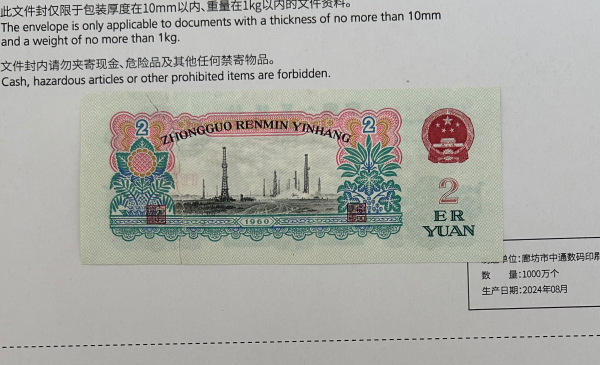 此文件封仅限于包装厚度在10mm以内、重量在1kg以内的文件资料。
The envelope is only applicable to documents with a thickness of no more than 10mm
and a weight of no more than 1kg.
文件封内请勿夹寄现金、危险品及其他任何禁寄物品。
Cash, hazardous articles or other prohibited items are forbidden.
2
2
ZHONGGUO RENMIN YINHANG
1960
2
ER
YUAN
单位:廊坊市中通数码印刷
数 量:1000万个
生产日期:2024年08月